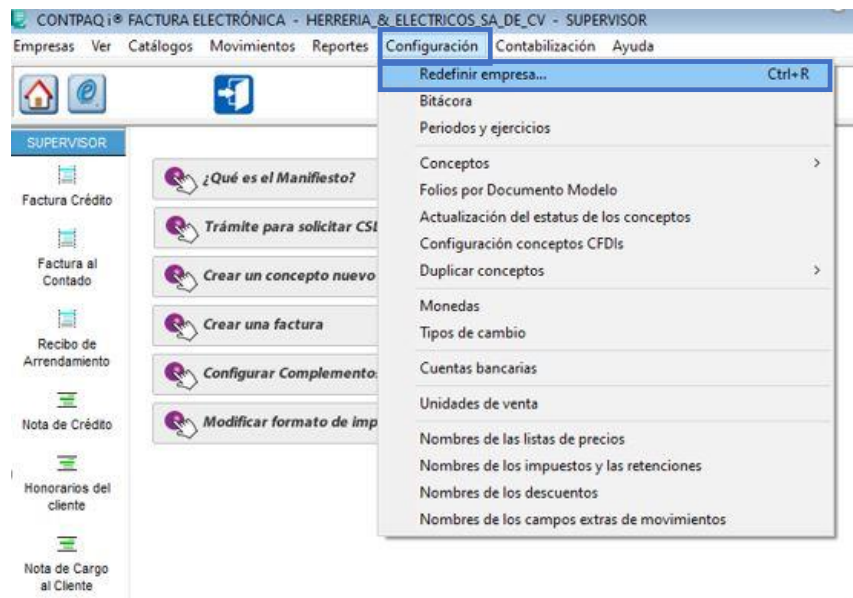 CONTPAQ i® FACTURA ELECTRÓNICA - HERRERIA_&_ELECTRICOS_SA_DE_CV - SUPERVISOR
Empresas Ver Catálogos Movimientos Reportes Configuración Contabilización Ayuda
Redefinir empresa... Ctrl+R
Bitácora
Periodos y ejercicios
Conceptos
Folios por Documento Modelo
Actualización del estatus de los conceptos
Configuración conceptos CFDIs
Duplicar conceptos
Monedas
Tipos de cambio
Cuentas bancarias
Unidades de venta
Nombres de las listas de precios
Nombres de los impuestos y las retenciones
Nombres de los descuentos
Nombres de los campos extras de movimientos
SUPERVISOR
Factura Crédito
Factura al
Contado
Recibo de
Arrendamiento
Nota de Crédito
Honorarios del
cliente
Nota de Cargo
al Cliente
¿Qué es el Manifiesto?
Trámite para solicitar CSD
Crear un concepto nuevo
Crear una factura
Configurar Complemento
Modificar formato de imp